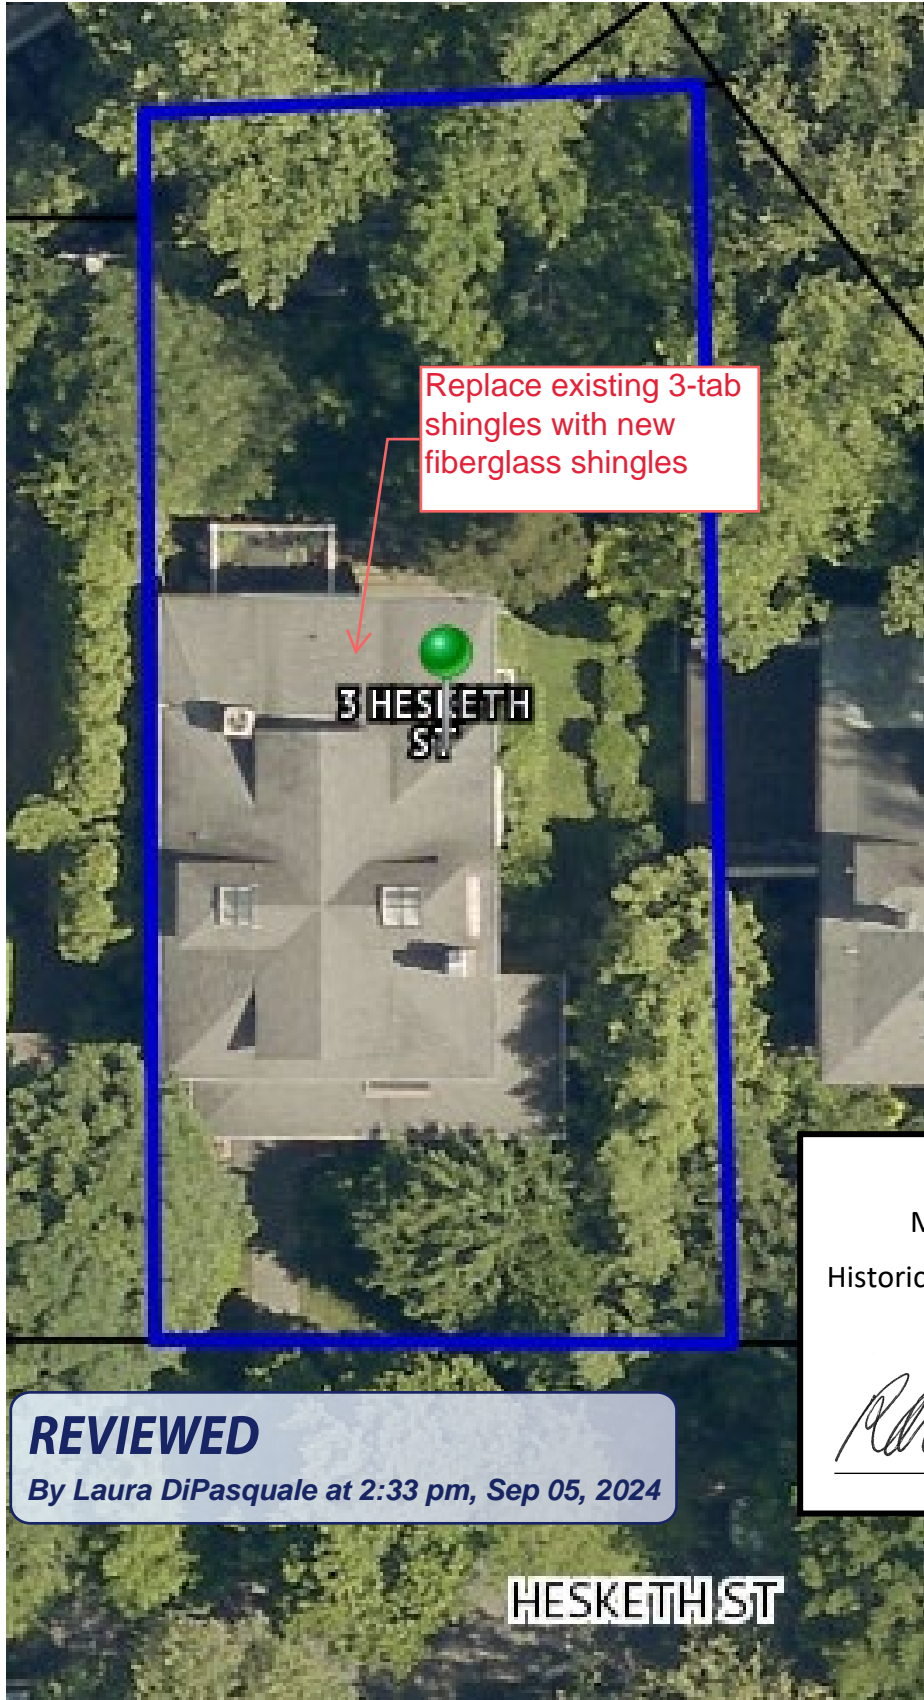 Replace existing 3-tab
shingles with new
fiberglass shingles
3 HESKETH
ST
Historic
REVIEWED
By Laura DiPasquale at 2:33 pm, Sep 05, 2024
HESKETH ST